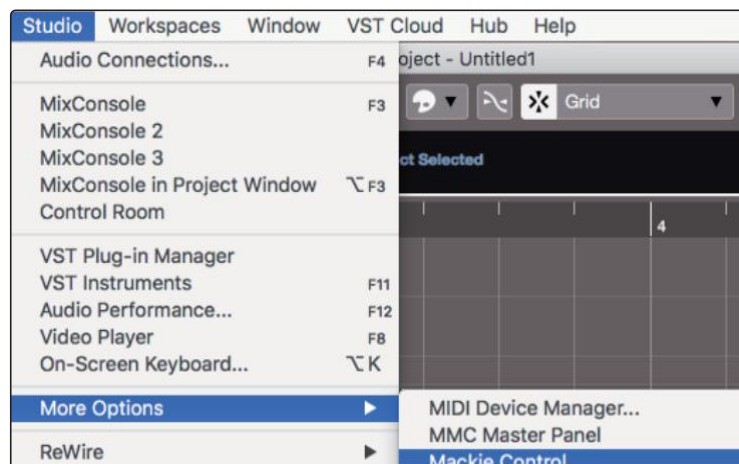 Studio Workspaces Window VST Cloud Hub Help
Audio Connections... F4
oject - Untitled1
MixConsole F3
Grid
MixConsole 2
MixConsole 3
ct Selected
MixConsole in Project Window ⌥F3
Control Room
4
VST Plug-in Manager
VST Instruments F11
Audio Performance... F12
Video Player F8
On-Screen Keyboard... ⌥K
More Options
MIDI Device Manager...
MMC Master Panel
ReWire
Mackie Control